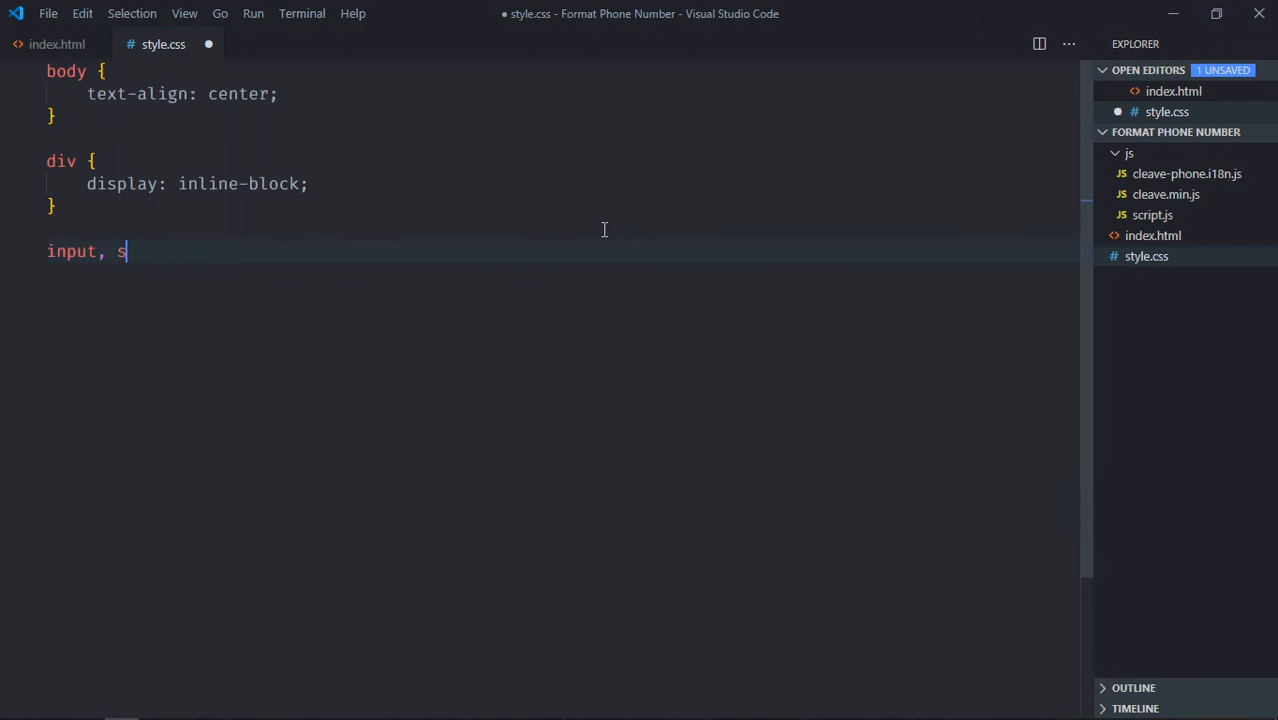 File Edit Selection View Go Run Terminal Help
● style.css - Format Phone Number - Visual Studio Code
index.html
# style.css
body {
text-align: center;
}
div {
display: inline-block;
}
input, s
EXPLORER
OPEN EDITORS 1 UNSAVED
index.html
# style.css
FORMAT PHONE NUMBER
js
JS cleave-phone.i18n.js
JS cleave.min.js
JS script.js
index.html
# style.css
OUTLINE
TIMELINE